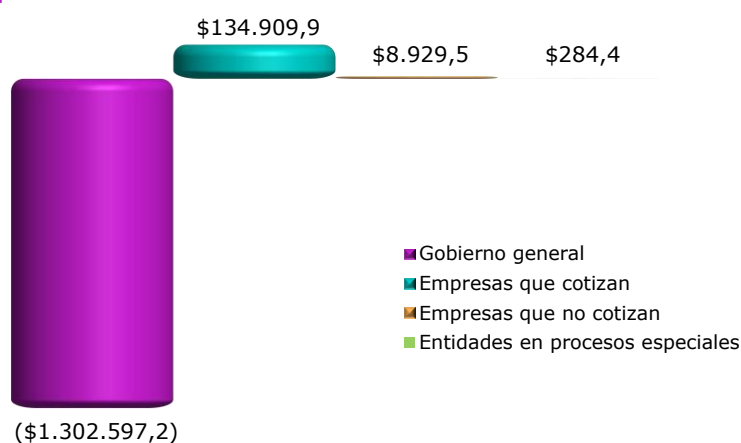 $134.909,9
$8.929,5
$284,4
Gobierno general
Empresas que cotizan
Empresas que no cotizan
Entidades en procesos especiales
($1.302.597,2)